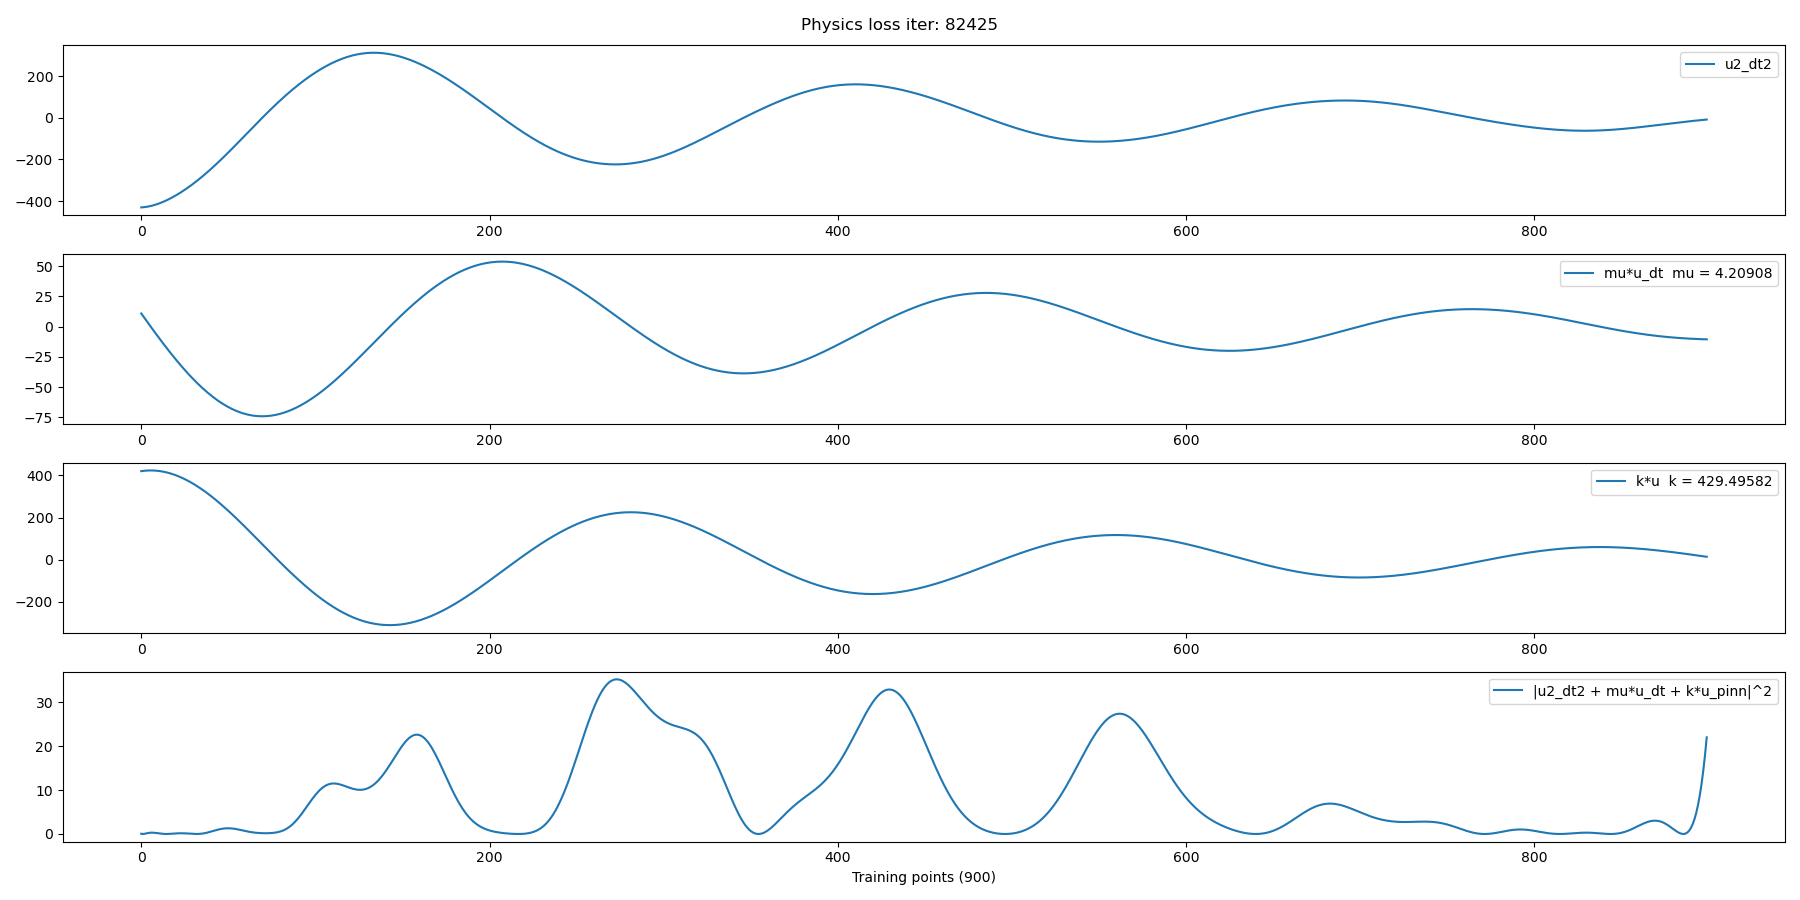 Physics loss iter: 82425
u2_dt2
200
0
−200
−400
0 200 400 600 800
mu*u_dt  mu = 4.20908
50
25
0
−25
−50
−75
0 200 400 600 800
k*u  k = 429.49582
400
200
0
−200
0 200 400 600 800
|u2_dt2 + mu*u_dt + k*u_pinn|^2
30
20
10
0
0 200 400 600 800
Training points (900)